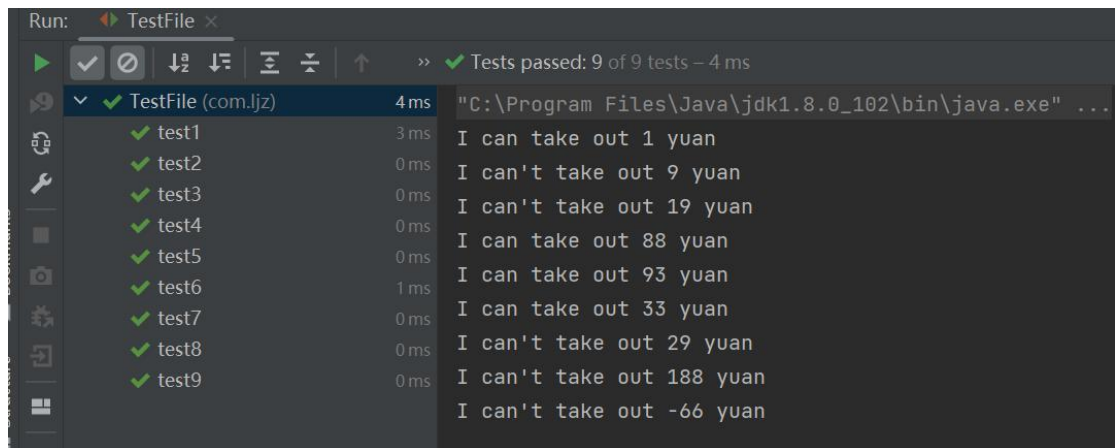 Run: TestFile ×
» Tests passed: 9 of 9 tests – 4 ms
TestFile (com.ljz) 4 ms
test1 3 ms
test2 0 ms
test3 0 ms
test4 0 ms
test5 0 ms
test6 1 ms
test7 0 ms
test8 0 ms
test9 0 ms
"C:\Program Files\Java\jdk1.8.0_102\bin\java.exe" ...
I can take out 1 yuan
I can't take out 9 yuan
I can't take out 19 yuan
I can take out 88 yuan
I can take out 93 yuan
I can take out 33 yuan
I can't take out 29 yuan
I can't take out 188 yuan
I can't take out -66 yuan